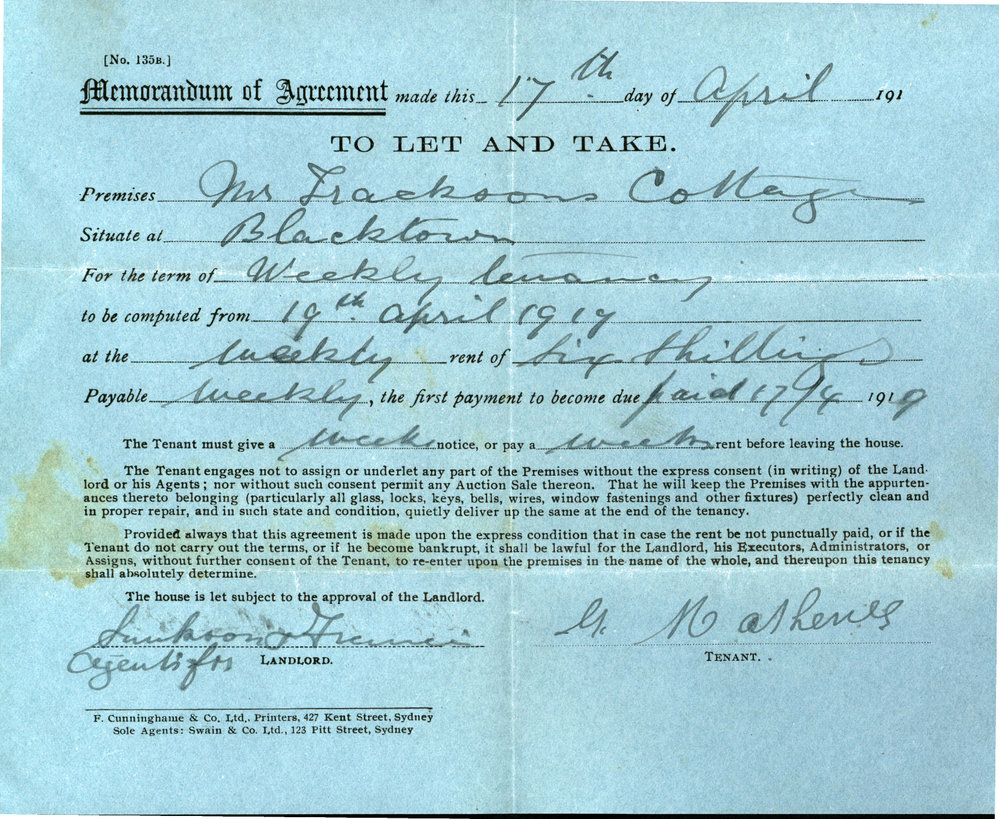 [No. 135B.]
Memorandum of Agreement made this 17th day of April 191
TO LET AND TAKE.
Premises Mr Jracksons Cottage
Situate at Blacktown
For the term of Weekly tenancy
to be computed from 19th April 1919
at the weekly rent of Six Shillings
Payable weekly, the first payment to become due paid 17/4 1919
The Tenant must give a week notice, or pay a weeks rent before leaving the house.
The Tenant engages not to assign or underlet any part of the Premises without the express consent (in writing) of the Land-
lord or his Agents; nor without such consent permit any Auction Sale thereon. That he will keep the Premises with the appurten-
ances thereto belonging (particularly all glass, locks, keys, bells, wires, window fastenings and other fixtures) perfectly clean and
in proper repair, and in such state and condition, quietly deliver up the same at the end of the tenancy.
Provided always that this agreement is made upon the express condition that in case the rent be not punctually paid, or if the
Tenant do not carry out the terms, or if he become bankrupt, it shall be lawful for the Landlord, his Executors, Administrators, or
Assigns, without further consent of the Tenant, to re-enter upon the premises in the name of the whole, and thereupon this tenancy
shall absolutely determine.
The house is let subject to the approval of the Landlord.
G. Matheries
Agents for LANDLORD.
TENANT.
F. Cunninghame & Co. Ltd., Printers, 427 Kent Street, Sydney
Sole Agents: Swain & Co. Ltd., 123 Pitt Street, Sydney